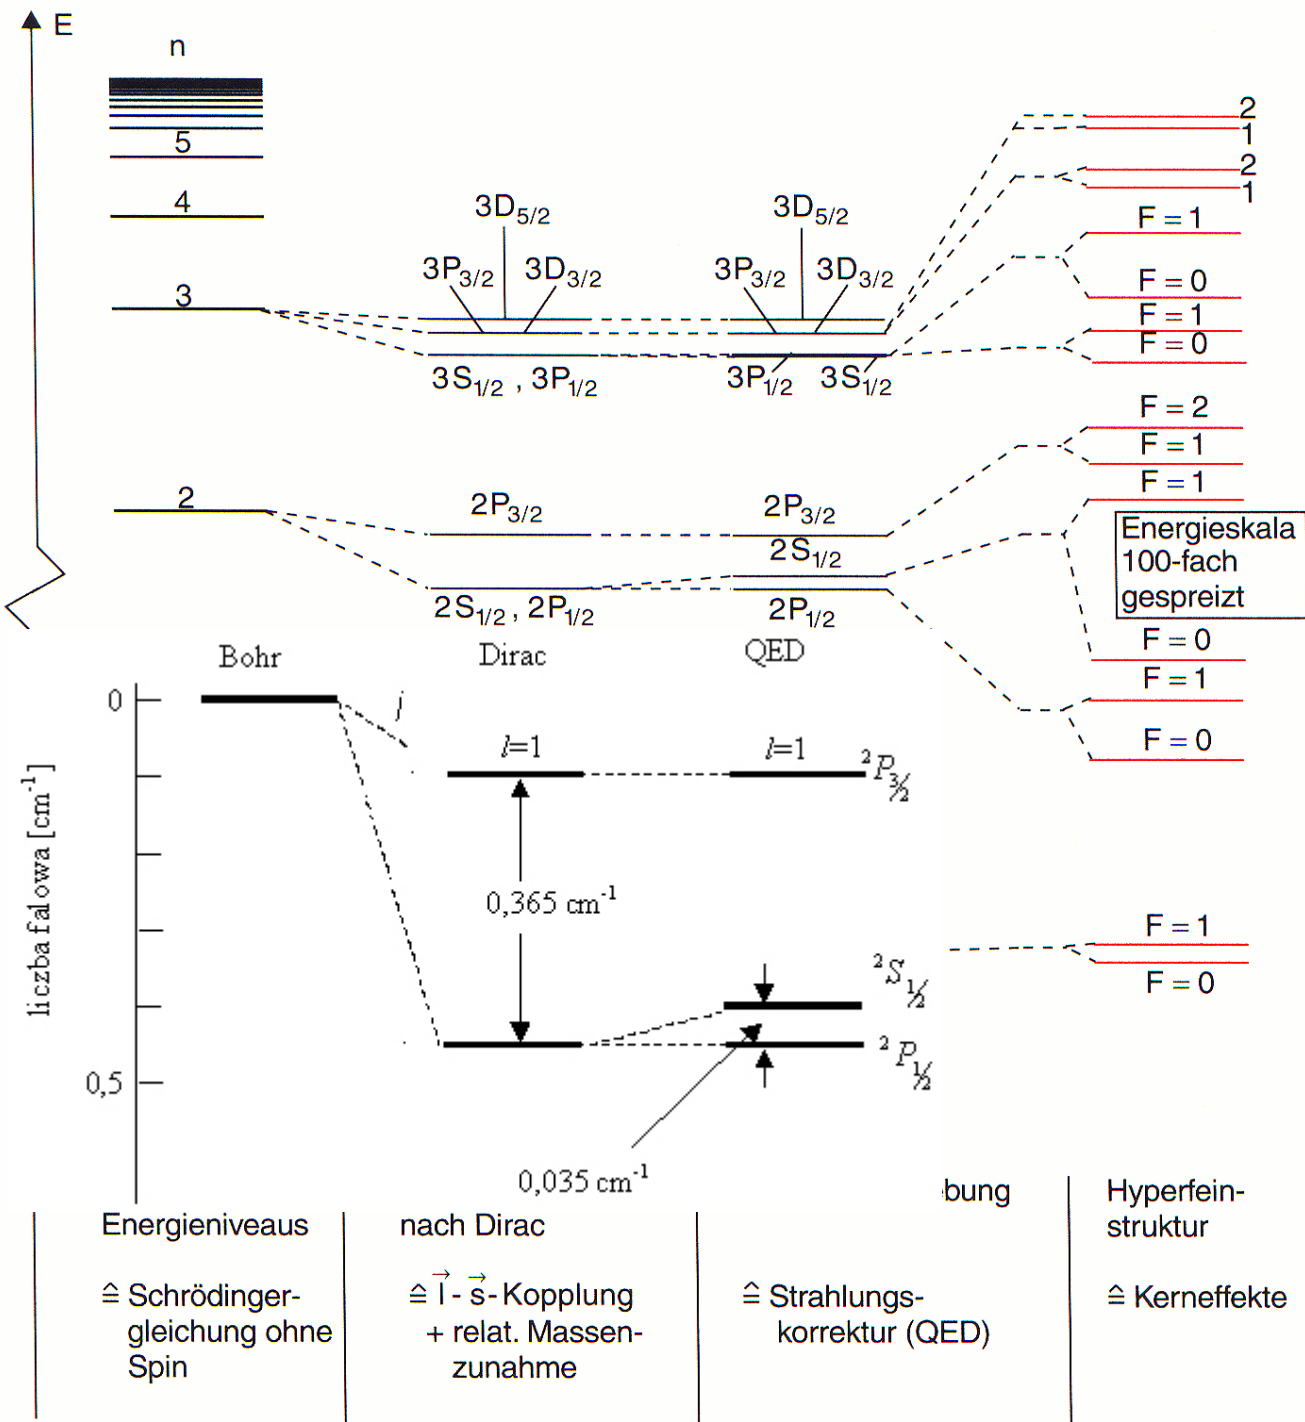 E
n
5
4
3
2
3D5/2
3P3/2 3D3/2
3S1/2 , 3P1/2
2P3/2
2S1/2 , 2P1/2
3D5/2
3P3/2 3D3/2
3P1/2 3S1/2
2P3/2
2S1/2
2P1/2
2
1
2
1
F = 1
F = 0
F = 1
F = 0
F = 2
F = 1
F = 1
Energieskala
100-fach
gespreizt
F = 0
F = 1
F = 0
F = 1
F = 0
Bohr Dirac QED
liczba falowa [cm-1]
0
0,5
j
l=1
l=1
2P3/2
0,365 cm-1
2S1/2
2P1/2
0,035 cm-1
Energieniveaus
≙ Schrödinger-
gleichung ohne
Spin
nach Dirac
≙ l - s - Kopplung
+ relat. Massen-
zunahme
bung
≙ Strahlungs-
korrektur (QED)
Hyperfein-
struktur
≙ Kerneffekte